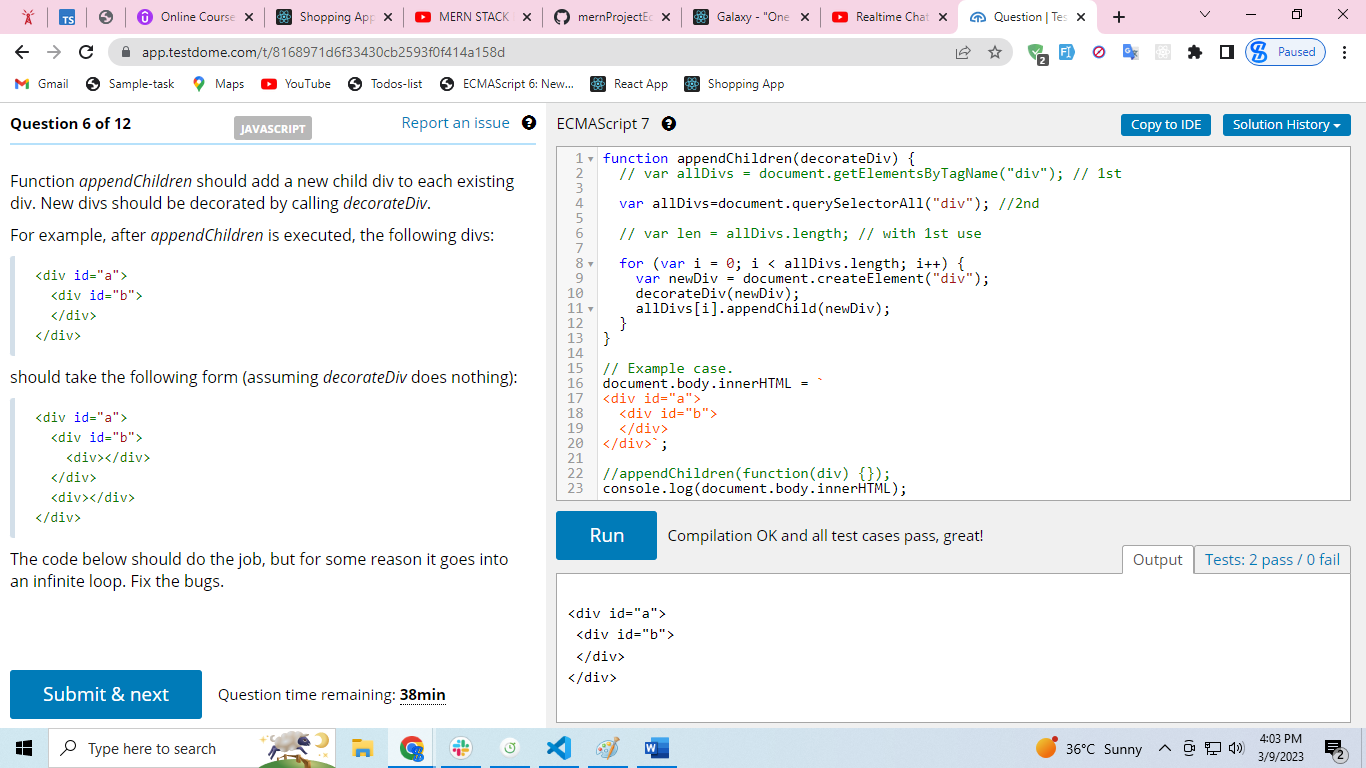 Online Course
Shopping App
MERN STACK
mernProjectEc
Galaxy - "One
Realtime Chat
Question | Tes
app.testdome.com/t/8168971d6f33430cb2593f0f414a158d
2
Paused
Gmail
Sample-task
Maps
YouTube
Todos-list
ECMAScript 6: New...
React App
Shopping App
Question 6 of 12
JAVASCRIPT
Report an issue
Function appendChildren should add a new child div to each existing
div. New divs should be decorated by calling decorateDiv.
For example, after appendChildren is executed, the following divs:
<div id="a">
  <div id="b">
  </div>
</div>
should take the following form (assuming decorateDiv does nothing):
<div id="a">
  <div id="b">
    <div></div>
  </div>
  <div></div>
</div>
The code below should do the job, but for some reason it goes into
an infinite loop. Fix the bugs.
Submit & next
Question time remaining: 38min
ECMAScript 7
Copy to IDE
Solution History
1 function appendChildren(decorateDiv) {
2   // var allDivs = document.getElementsByTagName("div"); // 1st
3
4   var allDivs=document.querySelectorAll("div"); //2nd
5
6   // var len = allDivs.length; // with 1st use
7
8   for (var i = 0; i < allDivs.length; i++) {
9     var newDiv = document.createElement("div");
10     decorateDiv(newDiv);
11     allDivs[i].appendChild(newDiv);
12   }
13 }
14
15 // Example case.
16 document.body.innerHTML = `
17 <div id="a">
18   <div id="b">
19   </div>
20 </div>`;
21
22 //appendChildren(function(div) {});
23 console.log(document.body.innerHTML);
Run
Compilation OK and all test cases pass, great!
Output
Tests: 2 pass / 0 fail
<div id="a">
 <div id="b">
 </div>
</div>
Type here to search
36°C Sunny
4:03 PM
3/9/2023
2